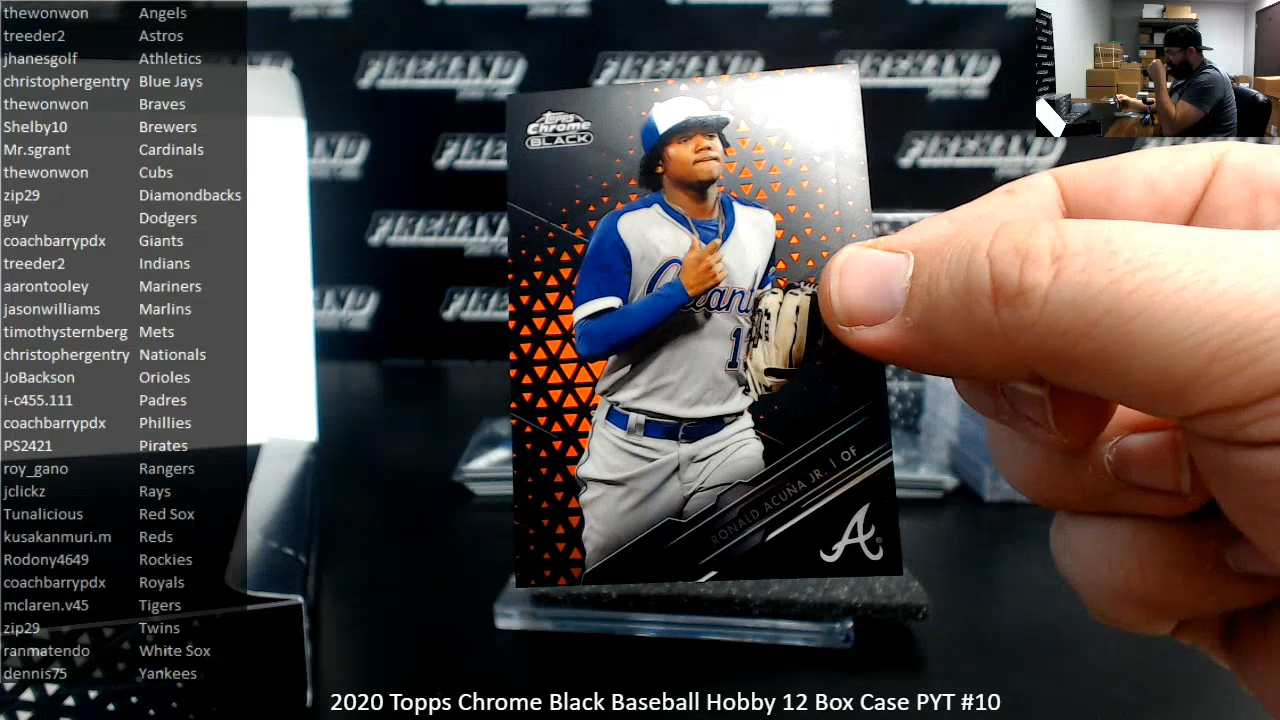 thewonwon Angels
treeder2 Astros
jhanesgolf Athletics
christophergentry Blue Jays
thewonwon Braves
Shelby10 Brewers
Mr.sgrant Cardinals
thewonwon Cubs
zip29 Diamondbacks
guy Dodgers
coachbarrypdx Giants
treeder2 Indians
aarontooley Mariners
jasonwilliams Marlins
timothysternberg Mets
christophergentry Nationals
JoBackson Orioles
i-c455.111 Padres
coachbarrypdx Phillies
PS2421 Pirates
roy_gano Rangers
jclickz Rays
Tunalicious Red Sox
kusakanmuri.m Reds
Rodony4649 Rockies
coachbarrypdx Royals
mclaren.v45 Tigers
zip29 Twins
ranmatendo White Sox
dennis75 Yankees
FIREHAND FIREHAND FIREHAND
FIREHAND
FIREHAND
Topps
Chrome
BLACK
RONALD ACUÑA JR. | OF
A
2020 Topps Chrome Black Baseball Hobby 12 Box Case PYT #10